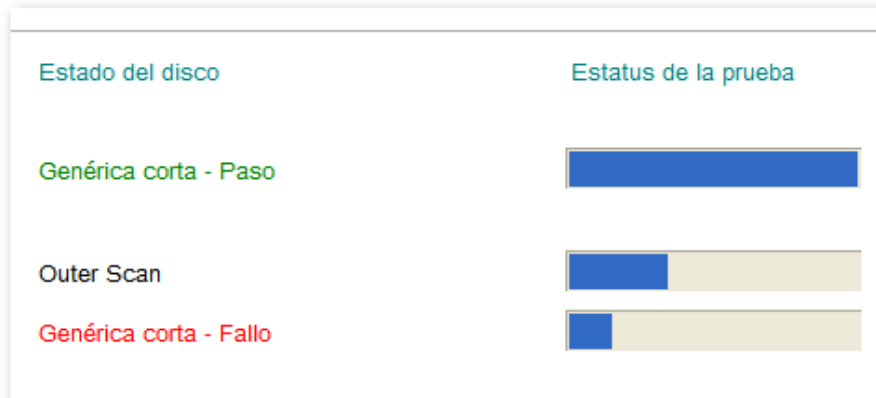 Estado del disco
Estatus de la prueba
Genérica corta - Paso
Outer Scan
Genérica corta - Fallo